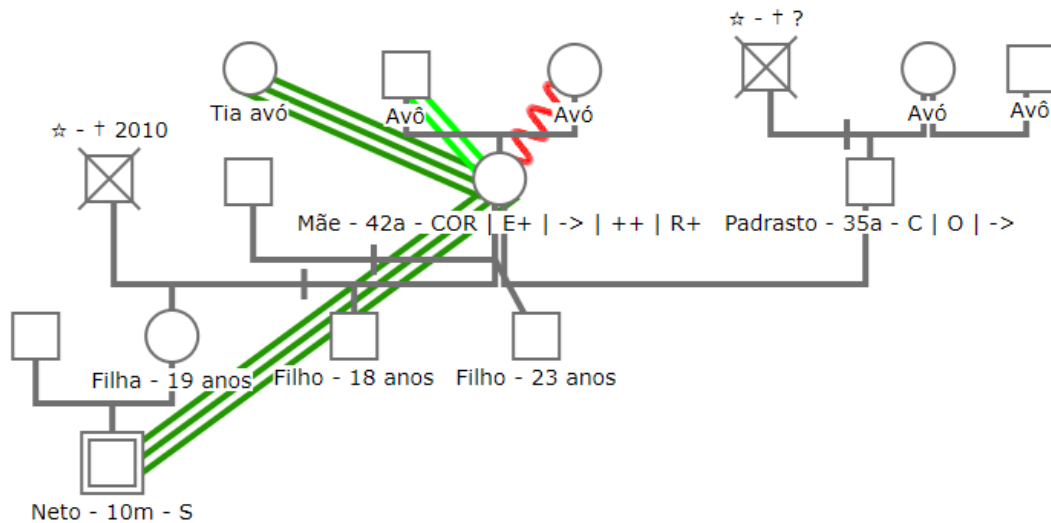 ☆ - † ?
Tia avó
Avô
Avó
Avó
Avô
☆ - † 2010
Mãe - 42a - COR | E+ | -> | ++ | R+
Padrasto - 35a - C | O | ->
Filha - 19 anos
Filho - 18 anos
Filho - 23 anos
Neto - 10m - S